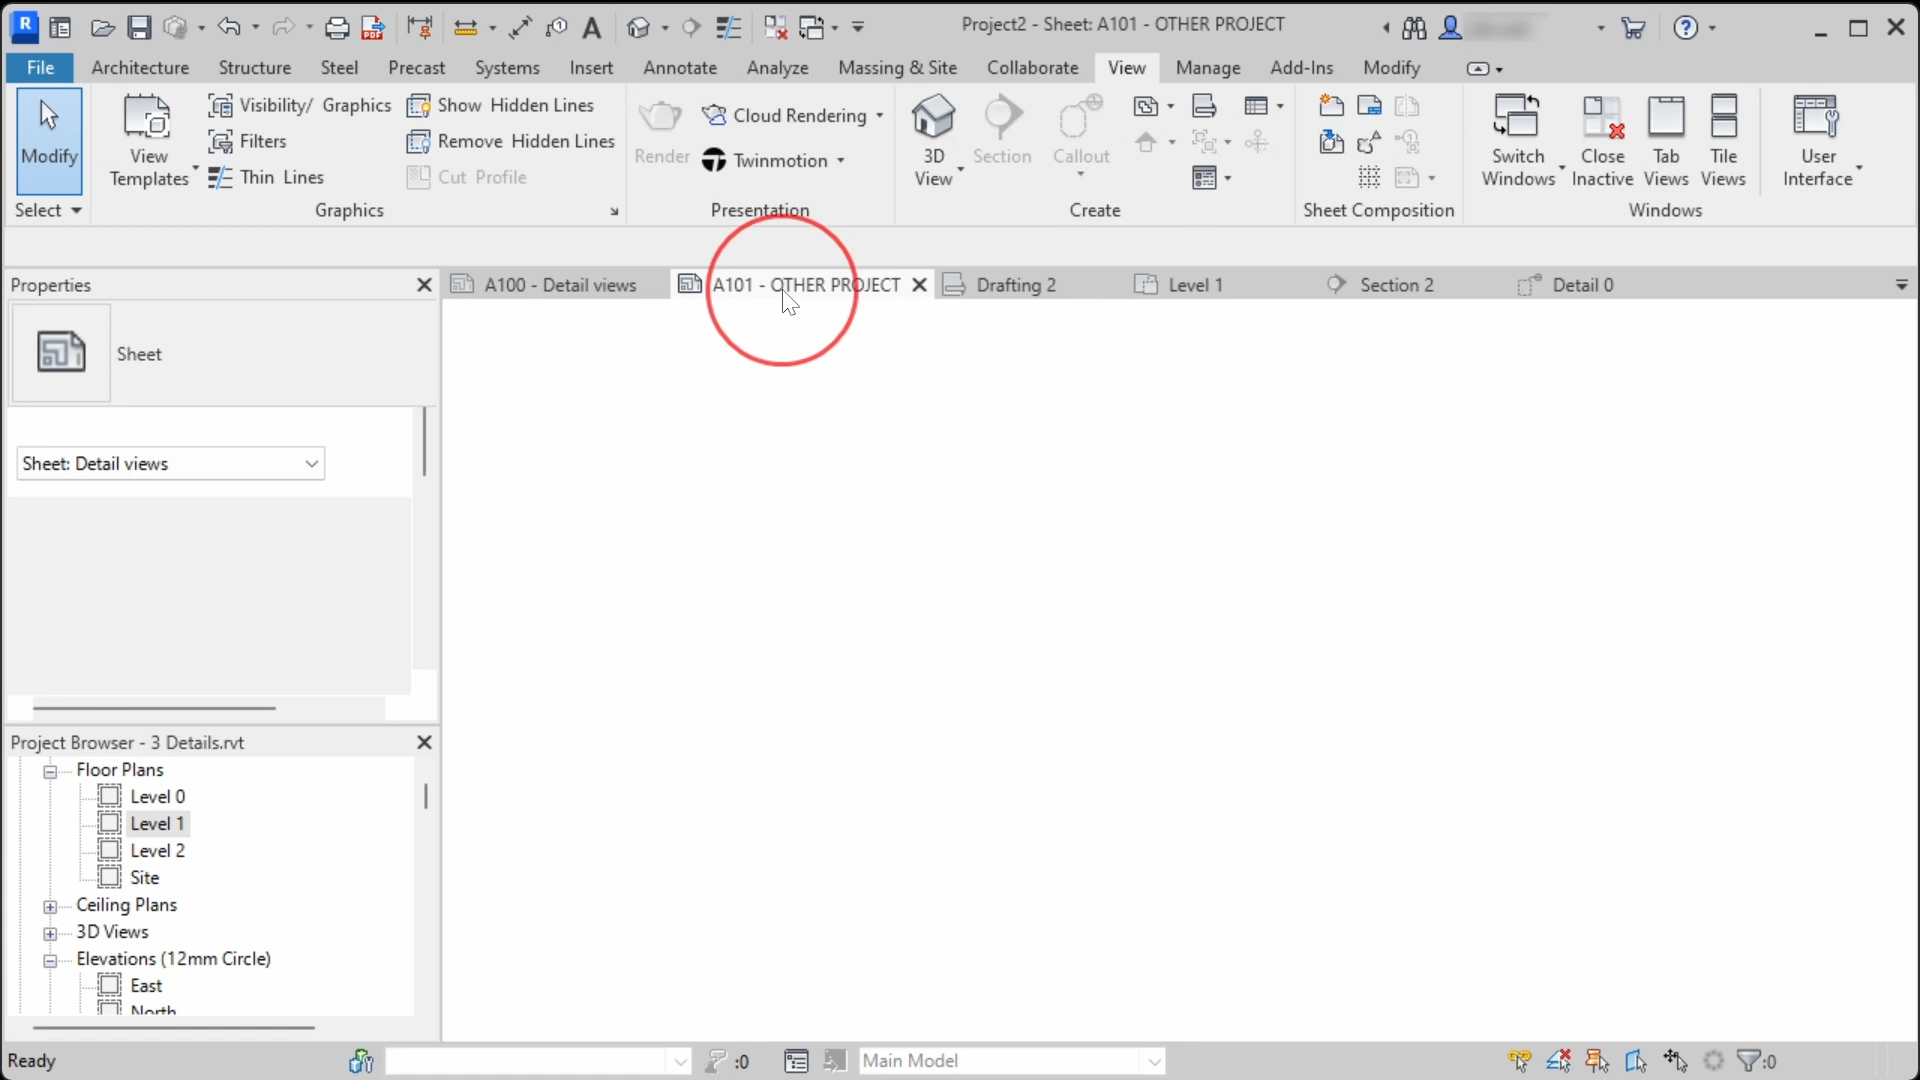 R
PDF
A
Project2 - Sheet: A101 - OTHER PROJECT
?
File Architecture Structure Steel Precast Systems Insert Annotate Analyze Massing & Site Collaborate View Manage Add-Ins Modify
Modify
View
Templates
Visibility/ Graphics
Filters
Thin Lines
Show Hidden Lines
Remove Hidden Lines
Cut Profile
Render
Cloud Rendering
Twinmotion
3D
View
Section
Callout
Switch
Windows
Close
Inactive
Tab
Views
Tile
Views
User
Interface
Select Graphics Presentation Create Sheet Composition Windows
Properties
A100 - Detail views A101 - OTHER PROJECT Drafting 2 Level 1 Section 2 Detail 0
Sheet
Sheet: Detail views
Project Browser - 3 Details.rvt
Floor Plans
Level 0
Level 1
Level 2
Site
Ceiling Plans
3D Views
Elevations (12mm Circle)
East
North
Ready :0 Main Model :0